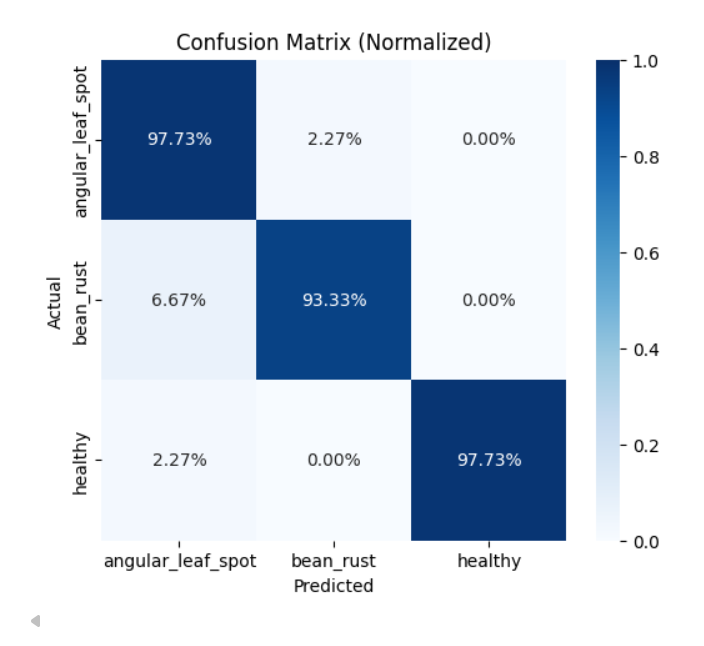 Confusion Matrix (Normalized)
angular_leaf_spot
97.73%
2.27%
0.00%
bean_rust
6.67%
93.33%
0.00%
healthy
2.27%
0.00%
97.73%
Actual
angular_leaf_spot
bean_rust
healthy
Predicted
1.0
0.8
0.6
0.4
0.2
0.0